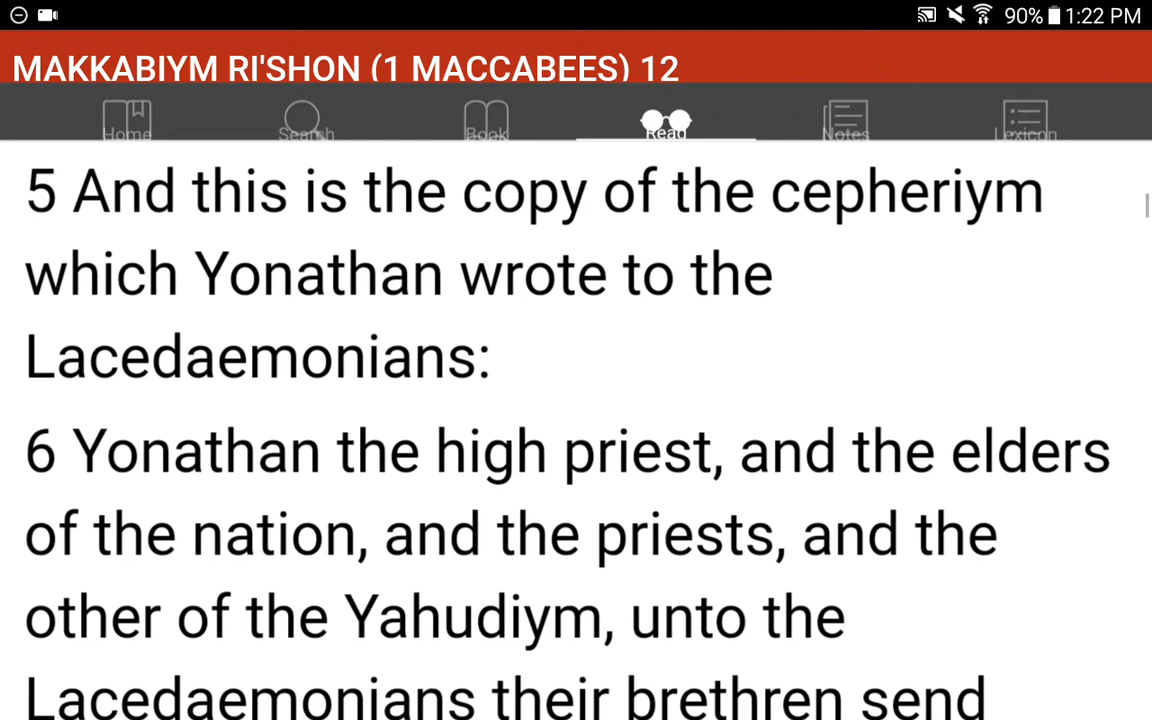 90% 1:22 PM
MAKKABIYM RI'SHON (1 MACCABEES) 12
Home Search Book Read Notes Lexicon
5 And this is the copy of the cepheriym
which Yonathan wrote to the
Lacedaemonians:
6 Yonathan the high priest, and the elders
of the nation, and the priests, and the
other of the Yahudiym, unto the
Lacedaemonians their brethren send